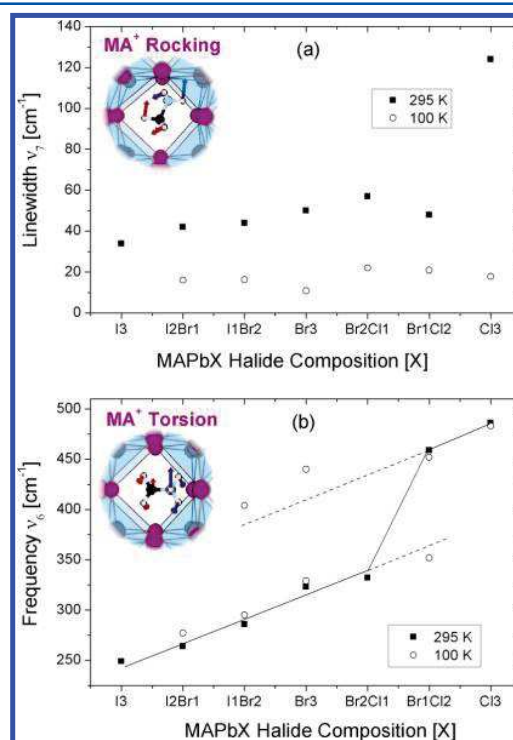 MA⁺ Rocking
(a)
295 K
100 K
Linewidth ν₇ [cm⁻¹]
140
120
100
80
60
40
20
0
I3 I2Br1 I1Br2 Br3 Br2Cl1 Br1Cl2 Cl3
MAPbX Halide Composition [X]
MA⁺ Torsion
(b)
Frequency ν₆ [cm⁻¹]
500
450
400
350
300
250
295 K
100 K
I3 I2Br1 I1Br2 Br3 Br2Cl1 Br1Cl2 Cl3
MAPbX Halide Composition [X]